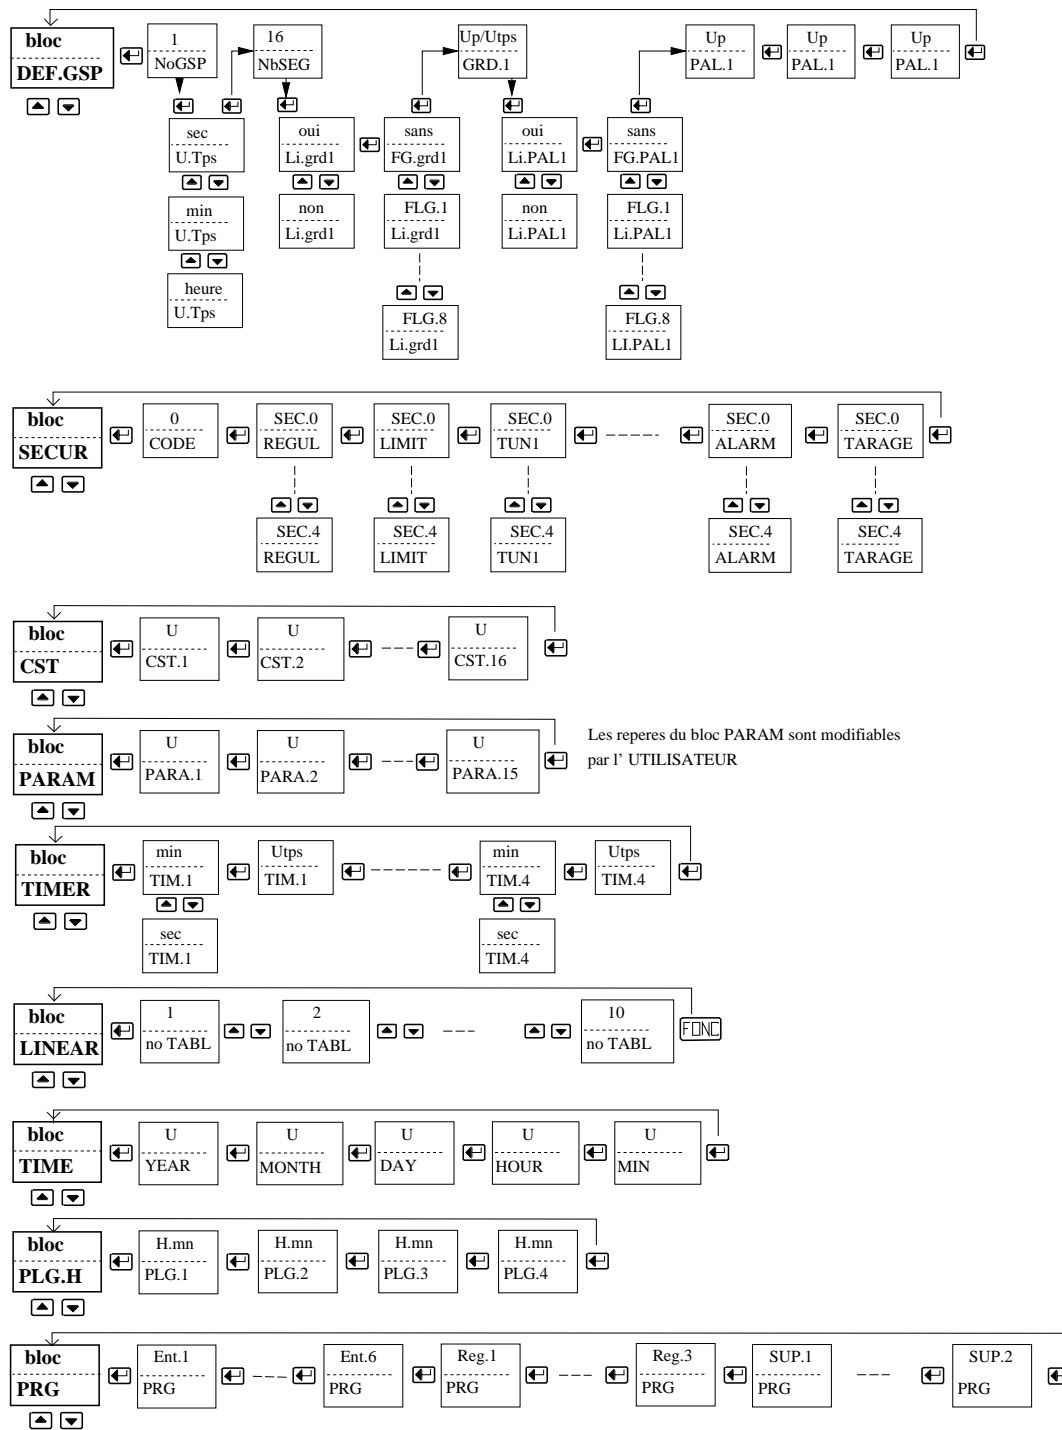 bloc
DEF.GSP
1
NoGSP
16
NbSEG
Up/Utps
GRD.1
Up
PAL.1
Up
PAL.1
Up
PAL.1
sec
U.Tps
oui
Li.grd1
sans
FG.grd1
oui
Li.PAL1
sans
FG.PAL1
min
U.Tps
non
Li.grd1
FLG.1
Li.grd1
non
Li.PAL1
FLG.1
Li.PAL1
heure
U.Tps
FLG.8
Li.grd1
FLG.8
LI.PAL1
bloc
SECUR
0
CODE
SEC.0
REGUL
SEC.0
LIMIT
SEC.0
TUN1
SEC.0
ALARM
SEC.0
TARAGE
SEC.4
REGUL
SEC.4
LIMIT
SEC.4
TUN1
SEC.4
ALARM
SEC.4
TARAGE
bloc
CST
U
CST.1
U
CST.2
U
CST.16
bloc
PARAM
U
PARA.1
U
PARA.2
U
PARA.15
Les reperes du bloc PARAM sont modifiables
par l' UTILISATEUR
bloc
TIMER
min
TIM.1
Utps
TIM.1
min
TIM.4
Utps
TIM.4
sec
TIM.1
sec
TIM.4
bloc
LINEAR
1
no TABL
2
no TABL
10
no TABL
FONC
bloc
TIME
U
YEAR
U
MONTH
U
DAY
U
HOUR
U
MIN
bloc
PLG.H
H.mn
PLG.1
H.mn
PLG.2
H.mn
PLG.3
H.mn
PLG.4
bloc
PRG
Ent.1
PRG
Ent.6
PRG
Reg.1
PRG
Reg.3
PRG
SUP.1
PRG
SUP.2
PRG